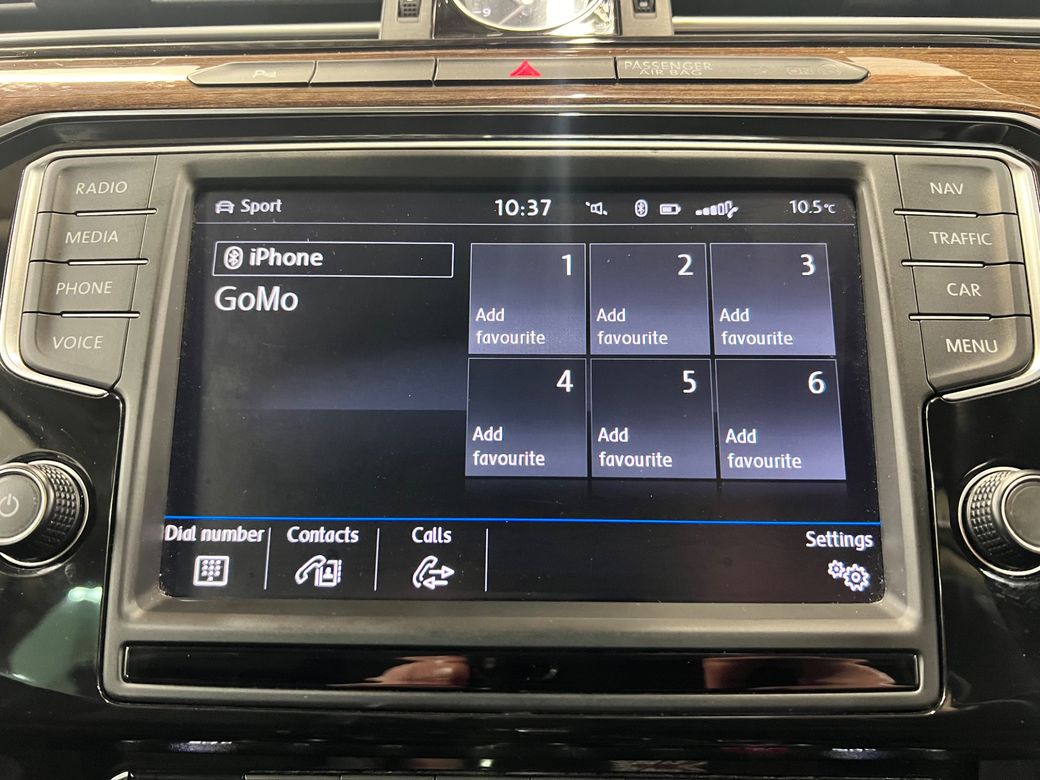 PASSENGER
AIR BAG
RADIO
MEDIA
PHONE
VOICE
NAV
TRAFFIC
CAR
MENU
Sport
10:37
10.5°C
iPhone
GoMo
1
Add
favourite
2
Add
favourite
3
Add
favourite
4
Add
favourite
5
Add
favourite
6
Add
favourite
Dial number
Contacts
Calls
Settings